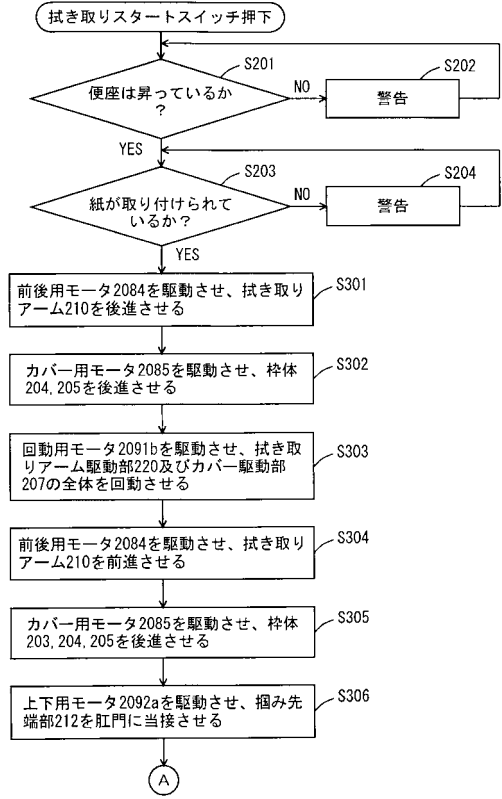 拭き取りスタートスイッチ押下
S201
便座は昇っているか
?
NO
S202
警告
YES
S203
紙が取り付けられて
いるか?
NO
S204
警告
YES
前後用モータ2084を駆動させ、拭き取り
アーム210を後進させる
S301
カバー用モータ2085を駆動させ、枠体
204,205を後進させる
S302
回動用モータ2091bを駆動させ、拭き取
りアーム駆動部220及びカバー駆動部
207の全体を回動させる
S303
前後用モータ2084を駆動させ、拭き取り
アーム210を前進させる
S304
カバー用モータ2085を駆動させ、枠体
203,204,205を後進させる
S305
上下用モータ2092aを駆動させ、掴み先
端部212を肛門に当接させる
S306
A